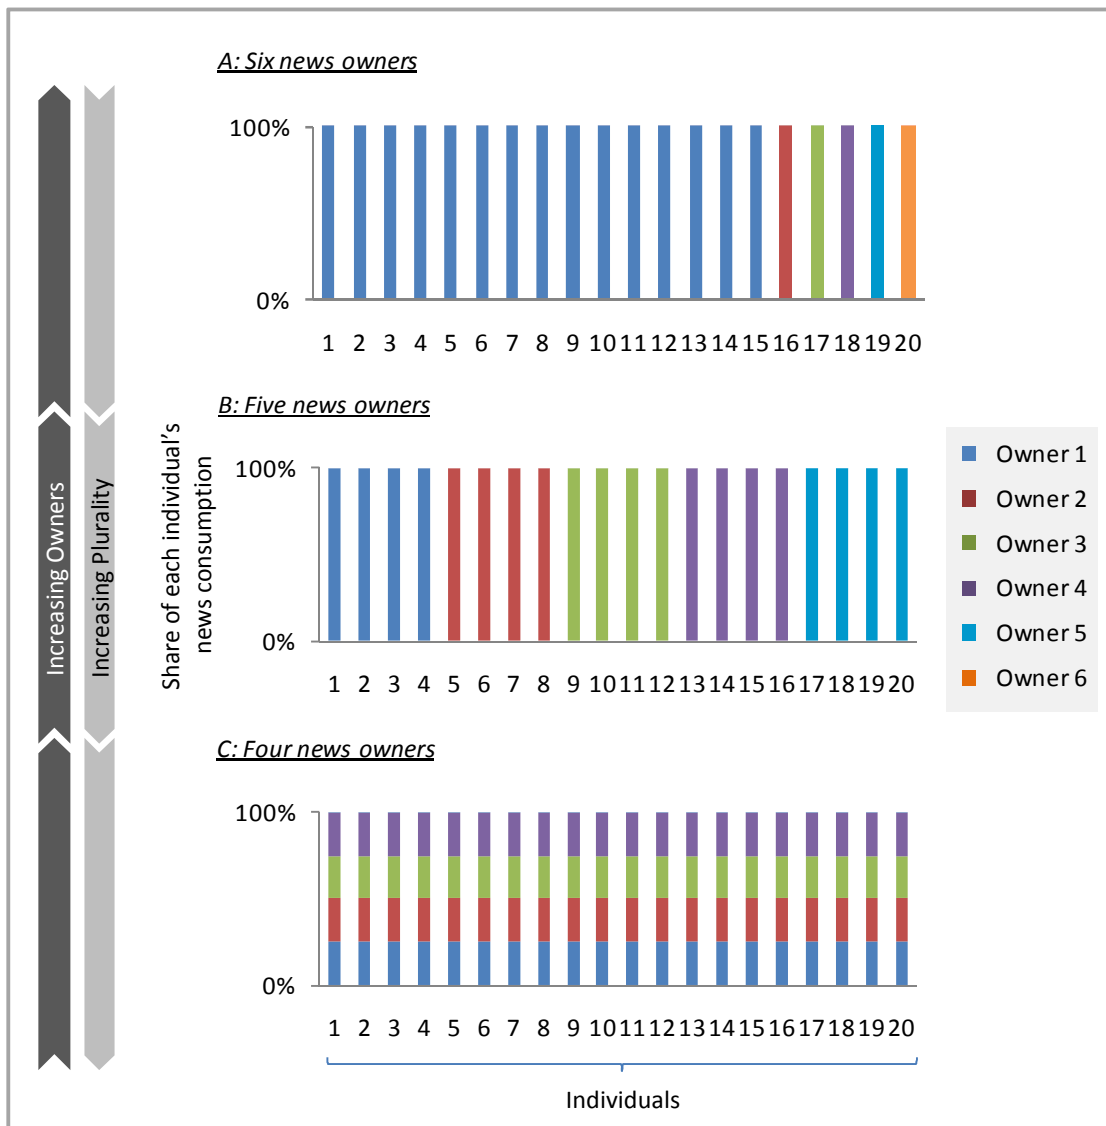 A: Six news owners
100%
0%
1 2 3 4 5 6 7 8 9 10 11 12 13 14 15 16 17 18 19 20
B: Five news owners
100%
0%
1 2 3 4 5 6 7 8 9 10 11 12 13 14 15 16 17 18 19 20
C: Four news owners
100%
0%
1 2 3 4 5 6 7 8 9 10 11 12 13 14 15 16 17 18 19 20
Individuals
Increasing Owners
Increasing Plurality
Share of each individual's
news consumption
Owner 1
Owner 2
Owner 3
Owner 4
Owner 5
Owner 6